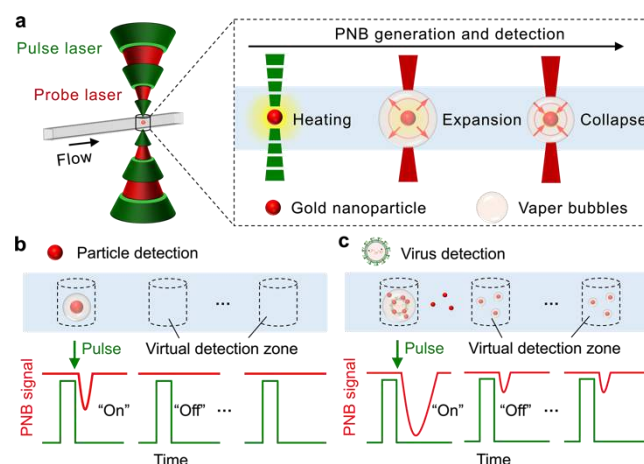 a
PNB generation and detection
Pulse laser
Probe laser
Flow
Heating
Expansion
Collapse
Gold nanoparticle
Vaper bubbles
b
Particle detection
...
Pulse
Virtual detection zone
PNB signal
"On"
"Off"
...
Time
c
Virus detection
...
Pulse
Virtual detection zone
PNB signal
"On"
"Off"
...
Time